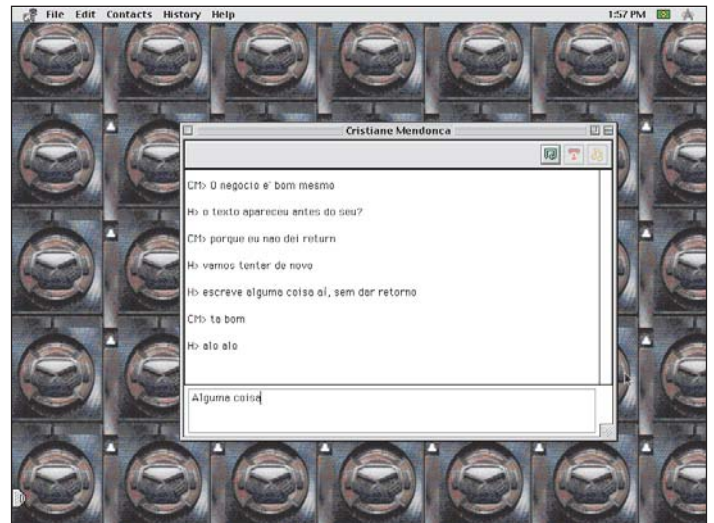 File Edit Contacts History Help 1:57 PM
Cristiane Mendonca
CM> O negocio e' bom mesmo
H> o texto apareceu antes do seu?
CM> porque eu nao dei return
H> vamos tentar de novo
H> escreve alguma coisa aí, sem dar retorno
CM> ta bom
H> alo alo
Alguma coisa